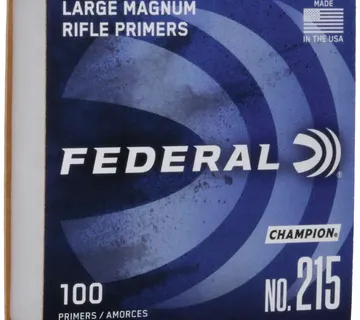 LARGE MAGNUM
RIFLE PRIMERS
MADE
IN THE USA
FEDERAL
CHAMPION
100
PRIMERS / AMORCES
NO. 215